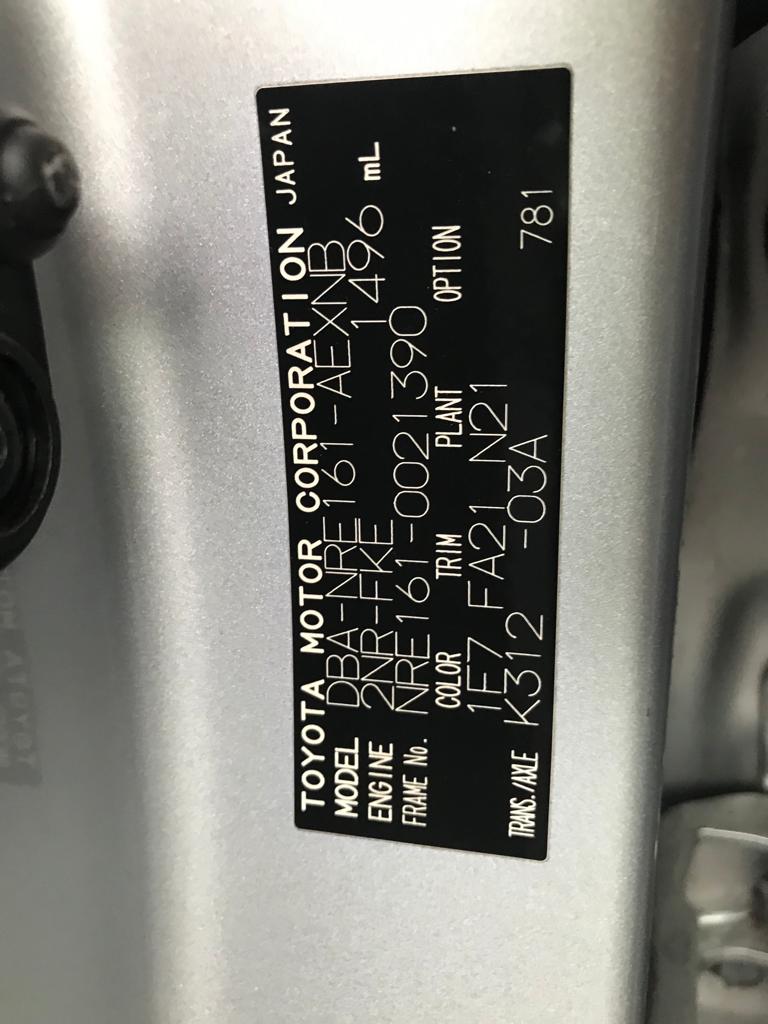 TOYOTA MOTOR CORPORATION JAPAN
MODEL DBA-NRE161-AEXNB
ENGINE 2NR-FKE 1496 mL
FRAME No. NRE161-0021390
COLOR TRIM PLANT OPTION
1F7 FA21 N21
TRANS./AXLE K312 -03A 781